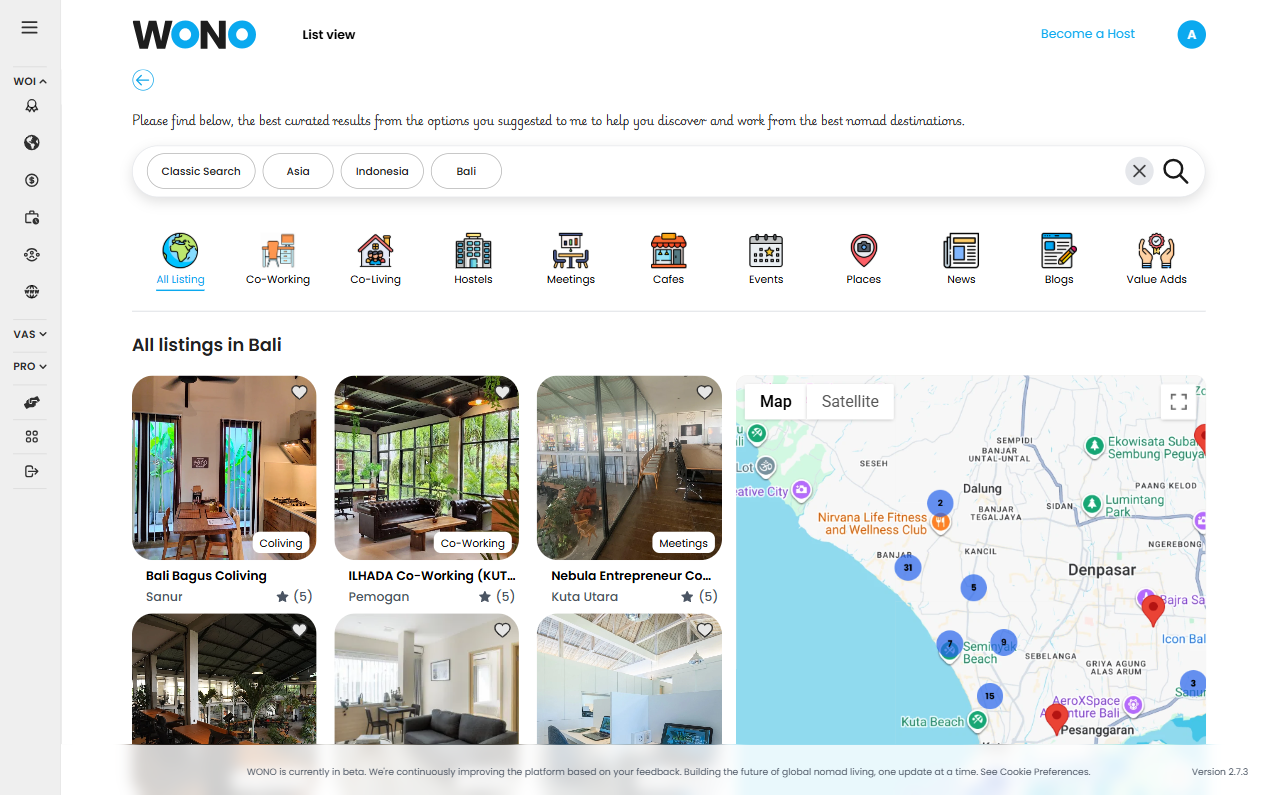 WONO
List view
Become a Host
A
WOI
Please find below, the best curated results from the options you suggested to me to help you discover and work from the best nomad destinations.
Classic Search
Asia
Indonesia
Bali
All Listing
Co-Working
Co-Living
Hostels
Meetings
Cafes
Events
Places
News
Blogs
Value Adds
VAS
PRO
All listings in Bali
Coliving
Bali Bagus Coliving
Sanur
(5)
Co-Working
ILHADA Co-Working (KUT...
Pemogan
(5)
Meetings
Nebula Entrepreneur Co...
Kuta Utara
(5)
Map
Satellite
SEMPIDI
BANJAR
UNTAL-UNTAL
Ekowisata Suba
Sembung Peguya
SESEH
Lot
eative City
Dalung
PAANG KELOD
2
SIDAN
Lumintang
Park
BANJAR
TEGALJAYA
Nirvana Life Fitness
and Wellness Club
NGEREBONG
BANJAR
KANCIL
31
Denpasar
5
Bajra Sa
7
9
Icon Bal
Seminyak
Beach
SEBELANGA
GRIYA AGUNG
ALAS ARUM
3
Sanur
15
AeroXSpace
Adventure Bali
Kuta Beach
Pesanggaran
WONO is currently in beta. We're continuously improving the platform based on your feedback. Building the future of global nomad living, one update at a time. See Cookie Preferences.
Version 2.7.3